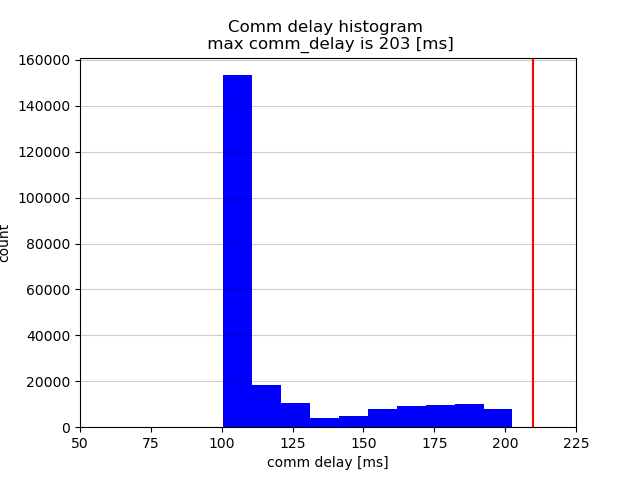 Comm delay histogram
max comm_delay is 203 [ms]
160000
140000
120000
100000
80000
60000
40000
20000
0
count
50 75 100 125 150 175 200 225
comm delay [ms]